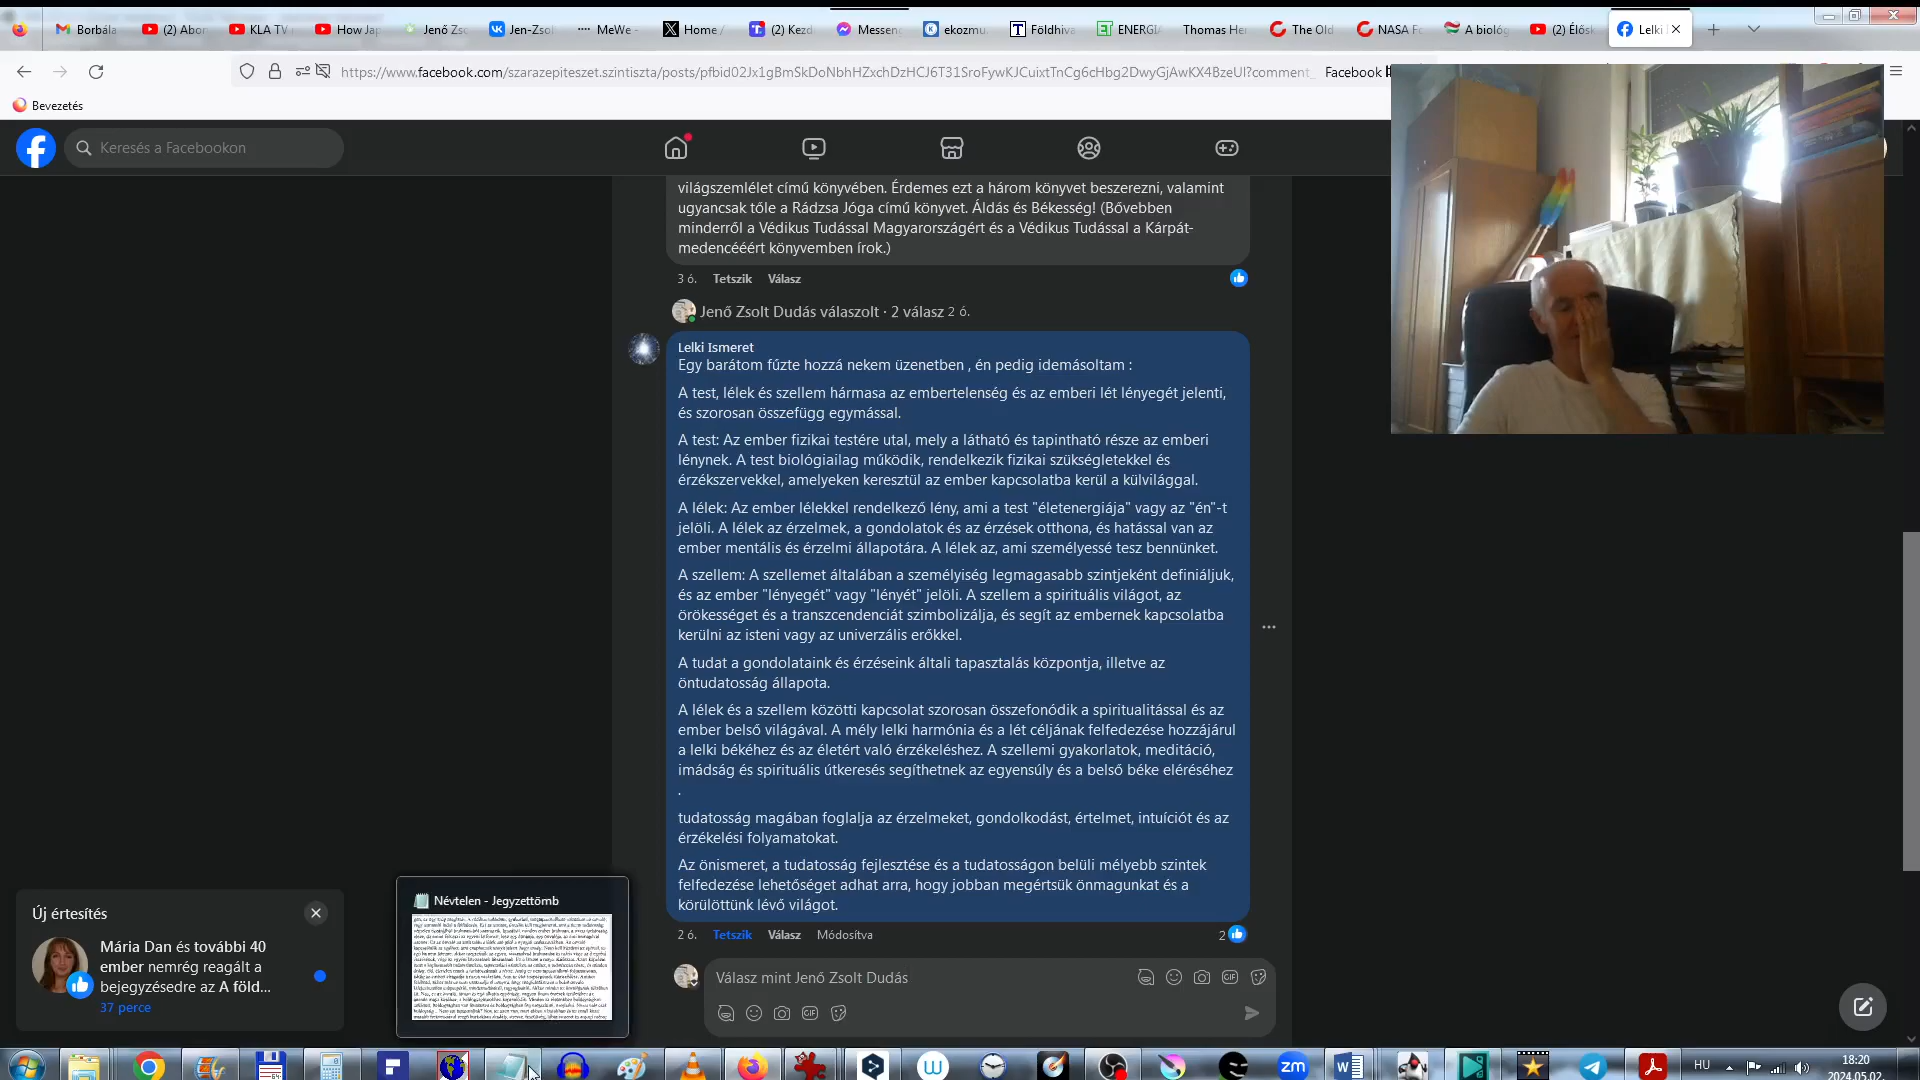 Borbála
(2) Abor
KLA TV
How Jap
Jenő Zso
Jen-Zsol
MeWe -
Home /
(2) Kezd
Messen
ekozmu
Földhiva
ENERGIA
Thomas Her
The Old
NASA Fo
A biológ
(2) Élősk
Lelki
https://www.facebook.com/szarazepiteszet.szintiszta/posts/
Facebook
Bevezetés
Keresés a Facebookon
világszemlélet című könyvében. Érdemes ezt a három könyvet beszerezni, valamint
ugyancsak tőle a Rádzsa Jóga című könyvet. Áldás és Békesség! (Bővebben
minderről a Védikus Tudással Magyarországért és a Védikus Tudással a Kárpát-
medencééért könyvemben írok.)
3 ó. Tetszik Válasz
Jenő Zsolt Dudás válaszolt · 2 válasz 2 ó.
Lelki Ismeret
Egy barátom fűzte hozzá nekem üzenetben , én pedig idemásoltam :
A test, lélek és szellem hármasa az embertelenség és az emberi lét lényegét jelenti,
és szorosan összefügg egymással.
A test: Az ember fizikai testére utal, mely a látható és tapintható része az emberi
lénynek. A test biológiailag működik, rendelkezik fizikai szükségletekkel és
érzékszervekkel, amelyeken keresztül az ember kapcsolatba kerül a külvilággal.
A lélek: Az ember lélekkel rendelkező lény, ami a test "életenergiája" vagy az "én"-t
jelöli. A lélek az érzelmek, a gondolatok és az érzések otthona, és hatással van az
ember mentális és érzelmi állapotára. A lélek az, ami személyessé tesz bennünket.
A szellem: A szellemet általában a személyiség legmagasabb szintjeként definiáljuk,
és az ember "lényegét" vagy "lényét" jelöli. A szellem a spirituális világot, az
örökességet és a transzcendenciát szimbolizálja, és segít az embernek kapcsolatba
kerülni az isteni vagy az univerzális erőkkel.
A tudat a gondolataink és érzéseink általi tapasztalás központja, illetve az
öntudatosság állapota.
A lélek és a szellem közötti kapcsolat szorosan összefonódik a spiritualitással és az
ember belső világával. A mély lelki harmónia és a lét céljának felfedezése hozzájárul
a lelki békéhez és az életért való érzékeléshez. A szellemi gyakorlatok, meditáció,
imádság és spirituális útkeresés segíthetnek az egyensúly és a belső béke eléréséhez
.
tudatosság magában foglalja az érzelmeket, gondolkodást, értelmet, intuíciót és az
érzékelési folyamatokat.
Az önismeret, a tudatosság fejlesztése és a tudatosságon belüli mélyebb szintek
felfedezése lehetőséget adhat arra, hogy jobban megértsük önmagunkat és a
körülöttünk lévő világot.
2 ó. Tetszik Válasz Módosítva 2
Válasz mint Jenő Zsolt Dudás
Új értesítés
Mária Dan és további 40
ember nemrég reagált a
bejegyzésedre az A föld...
37 perce
Névtelen - Jegyzettömb
HU
18:20
2024.05.02.